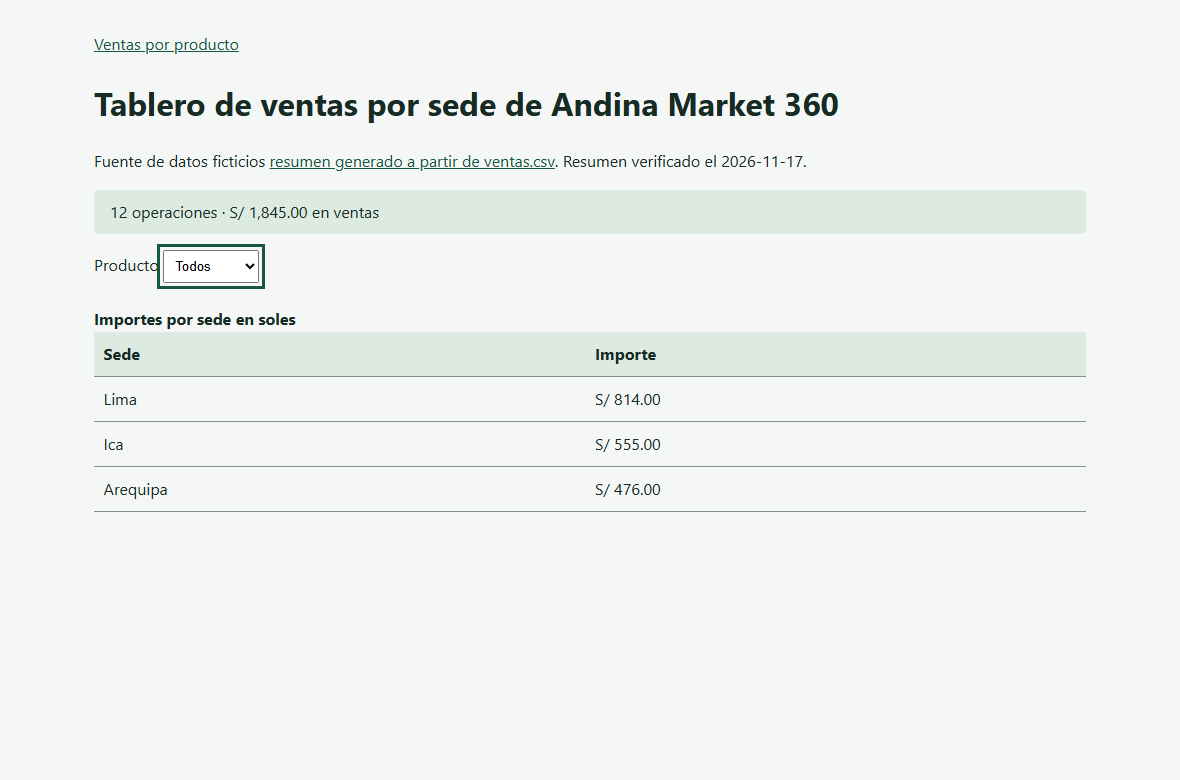 Ventas por producto
Tablero de ventas por sede de Andina Market 360
Fuente de datos ficticios resumen generado a partir de ventas.csv. Resumen verificado el 2026-11-17.
12 operaciones · S/ 1,845.00 en ventas
Producto Todos
Importes por sede en soles
Sede Importe
Lima S/ 814.00
Ica S/ 555.00
Arequipa S/ 476.00